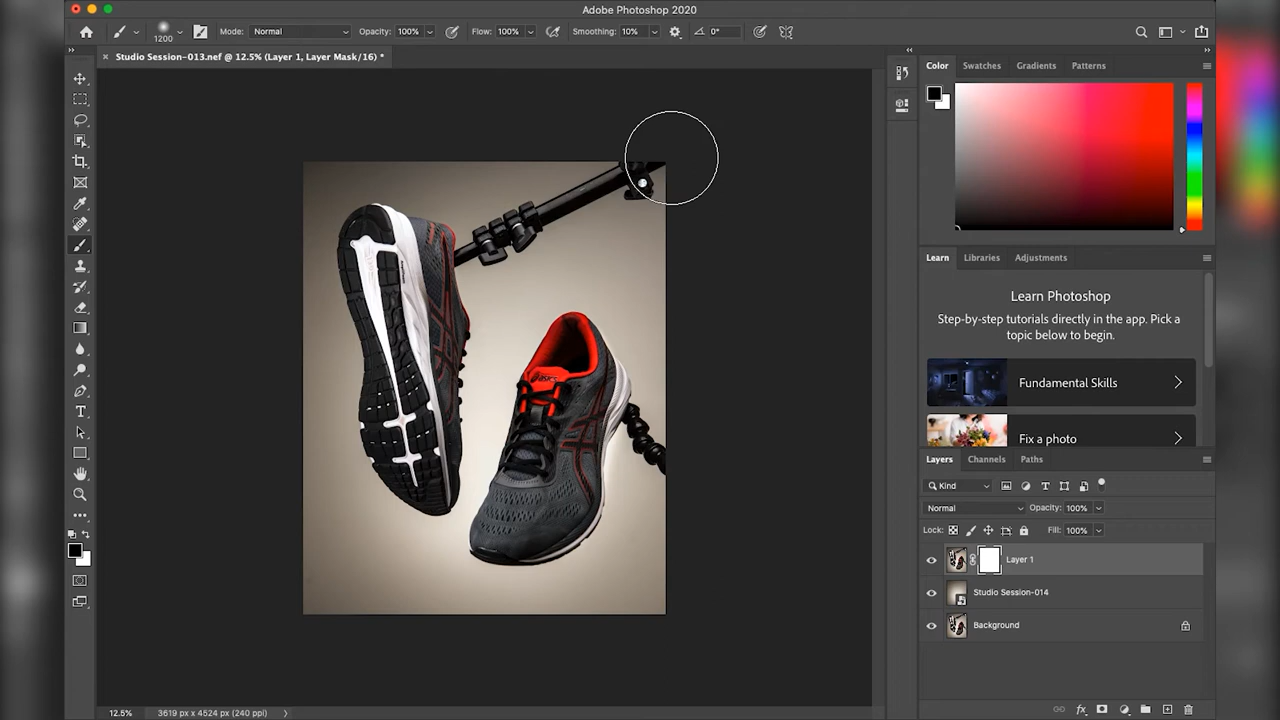 Adobe Photoshop 2020
1200 Mode: Normal Opacity: 100% Flow: 100% Smoothing: 10% 0°
Studio Session-013.nef @ 12.5% (Layer 1, Layer Mask/16) *
Color Swatches Gradients Patterns
Learn Libraries Adjustments
Learn Photoshop
Step-by-step tutorials directly in the app. Pick a
topic below to begin.
Fundamental Skills
Fix a photo
Layers Channels Paths
Kind
Normal Opacity: 100%
Lock: Fill: 100%
Layer 1
Studio Session-014
Background
12.5% 3619 px x 4524 px (240 ppi)